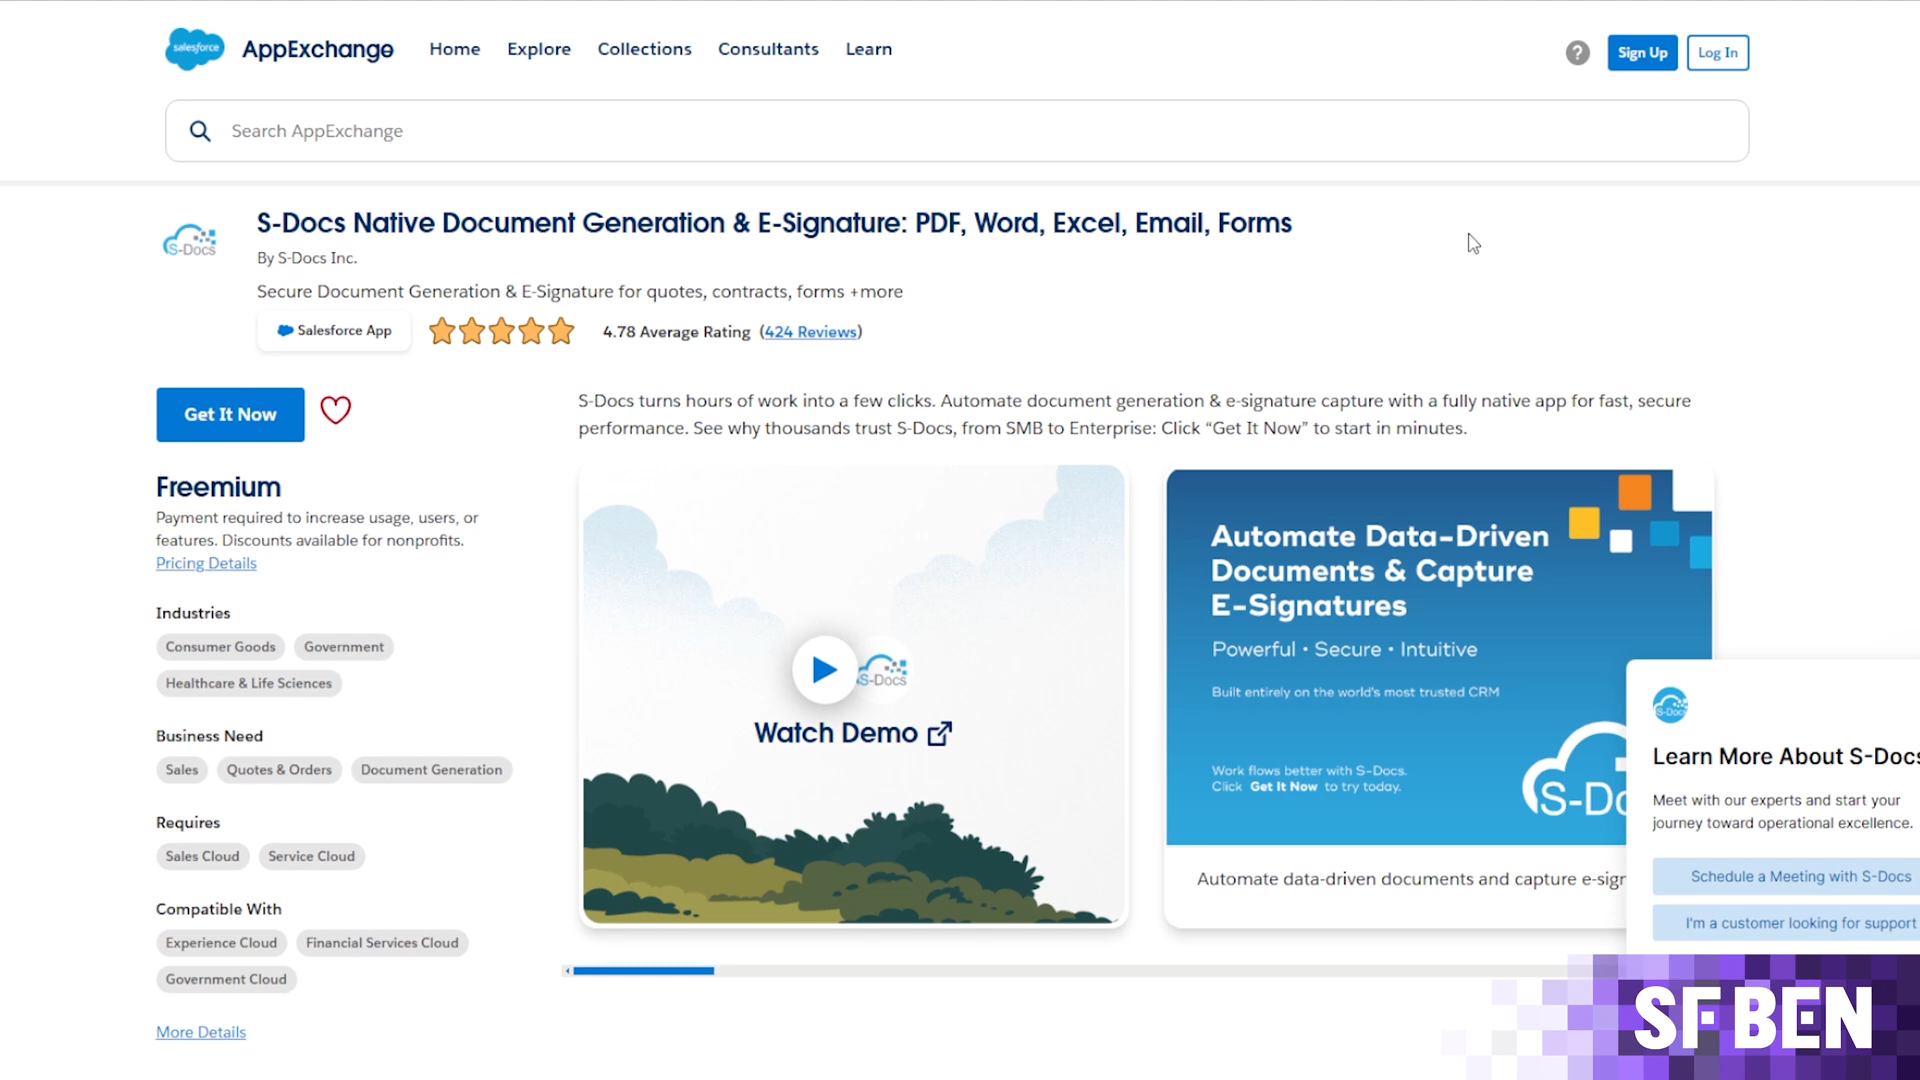 salesforce AppExchange Home Explore Collections Consultants Learn ? Sign Up Log In
Search AppExchange
S-Docs
S-Docs Native Document Generation & E-Signature: PDF, Word, Excel, Email, Forms
By S-Docs Inc.
Secure Document Generation & E-Signature for quotes, contracts, forms +more
Salesforce App 4.78 Average Rating (424 Reviews)
Get It Now
S-Docs turns hours of work into a few clicks. Automate document generation & e-signature capture with a fully native app for fast, secure
performance. See why thousands trust S-Docs, from SMB to Enterprise: Click “Get It Now” to start in minutes.
Freemium
Payment required to increase usage, users, or
features. Discounts available for nonprofits.
Pricing Details
Industries
Consumer Goods Government
Healthcare & Life Sciences
Business Need
Sales Quotes & Orders Document Generation
Requires
Sales Cloud Service Cloud
Compatible With
Experience Cloud Financial Services Cloud
Government Cloud
More Details
S-Docs
Watch Demo
Automate Data-Driven
Documents & Capture
E-Signatures
Powerful • Secure • Intuitive
Built entirely on the world's most trusted CRM
Work flows better with S-Docs.
Click Get It Now to try today.
S-Do
Automate data-driven documents and capture e-sigr
S-Docs
Learn More About S-Docs
Meet with our experts and start your
journey toward operational excellence.
Schedule a Meeting with S-Docs
I'm a customer looking for support
SF BEN